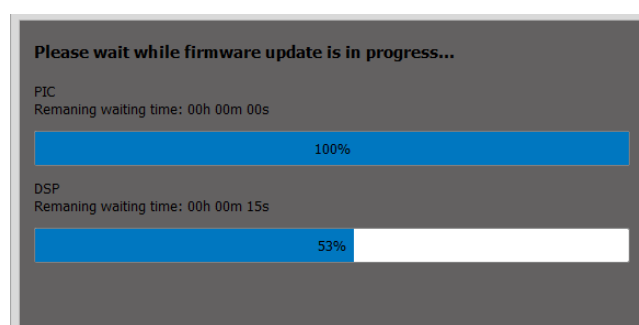 Please wait while firmware update is in progress...
PIC
Remaning waiting time: 00h 00m 00s
100%
DSP
Remaning waiting time: 00h 00m 15s
53%